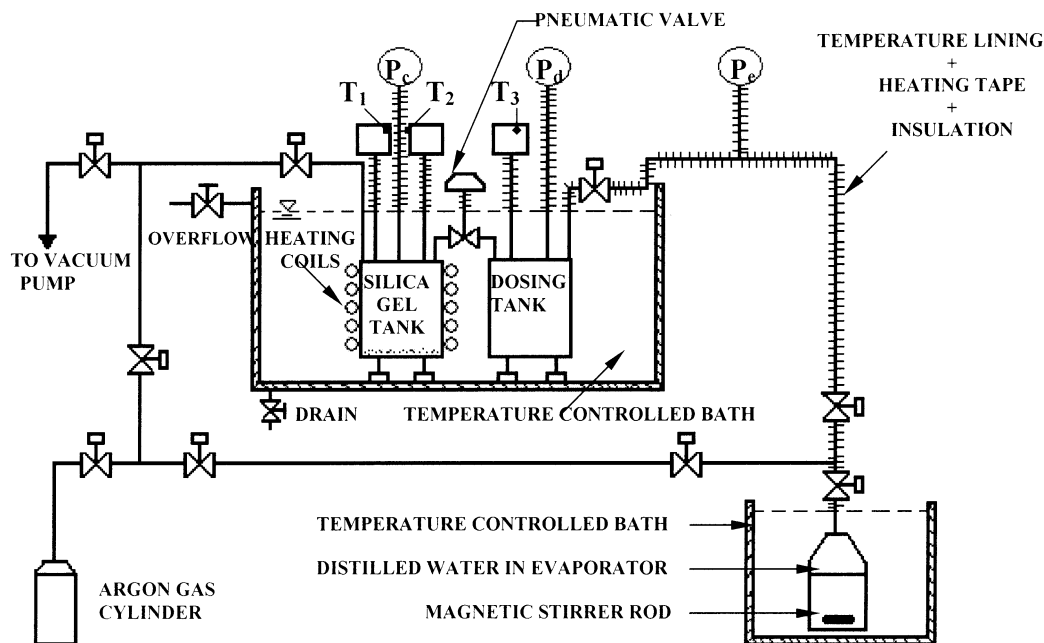 PNEUMATIC VALVE
TEMPERATURE LINING
+
HEATING TAPE
+
INSULATION
Pc
Pd
Pe
T1
T2
T3
OVERFLOW
HEATING
COILS
TO VACUUM
PUMP
SILICA
GEL
TANK
DOSING
TANK
DRAIN
TEMPERATURE CONTROLLED BATH
TEMPERATURE CONTROLLED BATH
DISTILLED WATER IN EVAPORATOR
MAGNETIC STIRRER ROD
ARGON GAS
CYLINDER